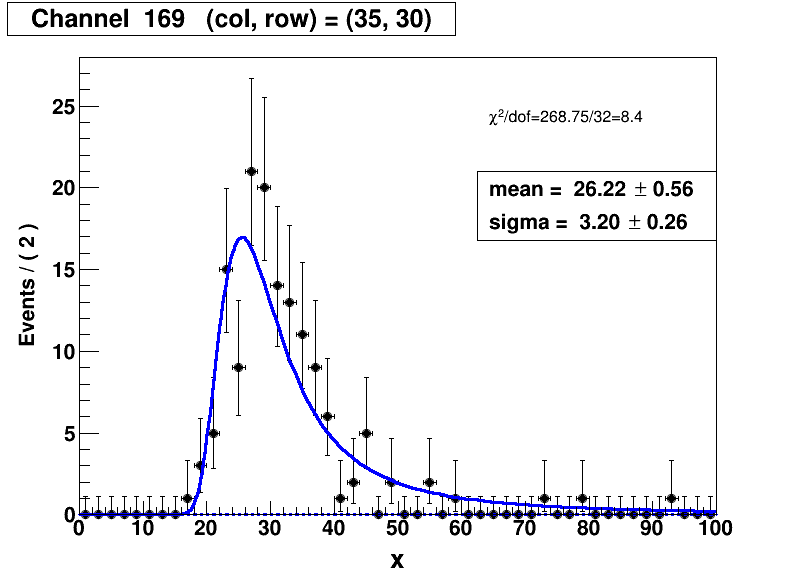 Channel 169 (col, row) = (35, 30)
χ²/dof=268.75/32=8.4
mean = 26.22 ± 0.56
sigma = 3.20 ± 0.26
Events / ( 2 )
25
20
15
10
5
0
0 10 20 30 40 50 60 70 80 90 100
x